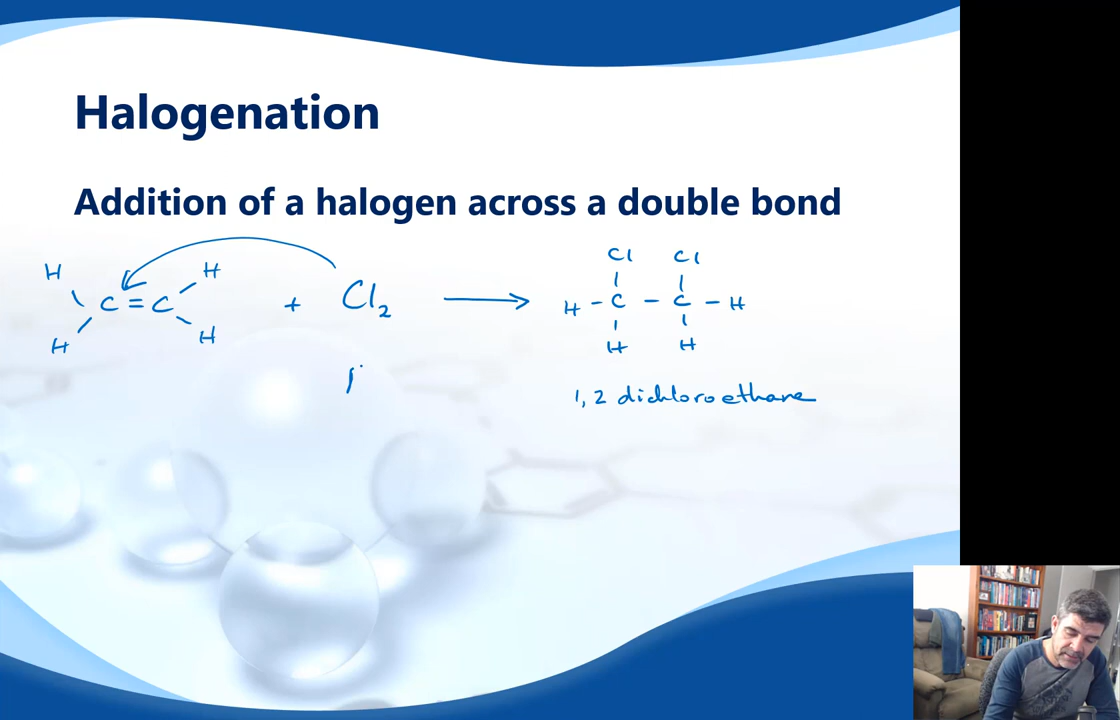 Halogenation
Addition of a halogen across a double bond
H H
C = C + Cl2 → H - C - C - H
Cl Cl
H H
H H
1, 2 dichloroethane